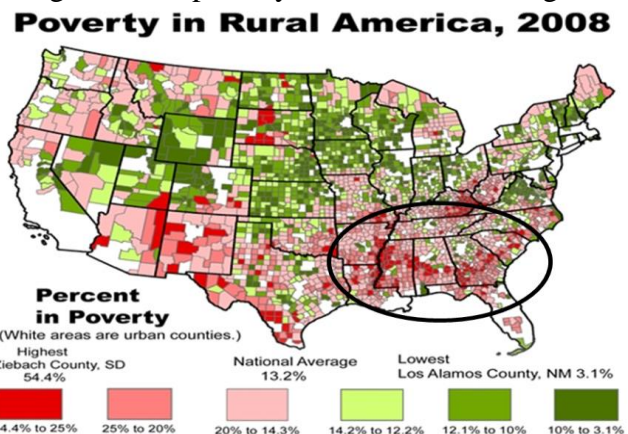 Poverty in Rural America, 2008
Percent
in Poverty
(White areas are urban counties.)
Highest
Ziebach County, SD
54.4%
National Average
13.2%
Lowest
Los Alamos County, NM 3.1%
4.4% to 25%
25% to 20%
20% to 14.3%
14.2% to 12.2%
12.1% to 10%
10% to 3.1%